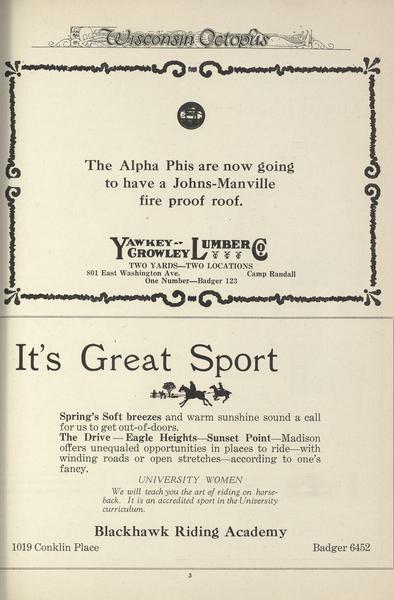 Wisconsin Octopus
The Alpha Phis are now going
to have a Johns-Manville
fire proof roof.
YAWKEY-
CROWLEY LUMBER CO
TWO YARDS—TWO LOCATIONS
801 East Washington Ave. Camp Randall
One Number—Badger 123
It's Great Sport
Spring's Soft breezes and warm sunshine sound a call
for us to get out-of-doors.
The Drive — Eagle Heights—Sunset Point—Madison
offers unequaled opportunities in places to ride—with
winding roads or open stretches—according to one's
fancy.
UNIVERSITY WOMEN
We will teach you the art of riding on horse-
back. It is an accredited sport in the University
curriculum.
Blackhawk Riding Academy
1019 Conklin Place Badger 6452
3